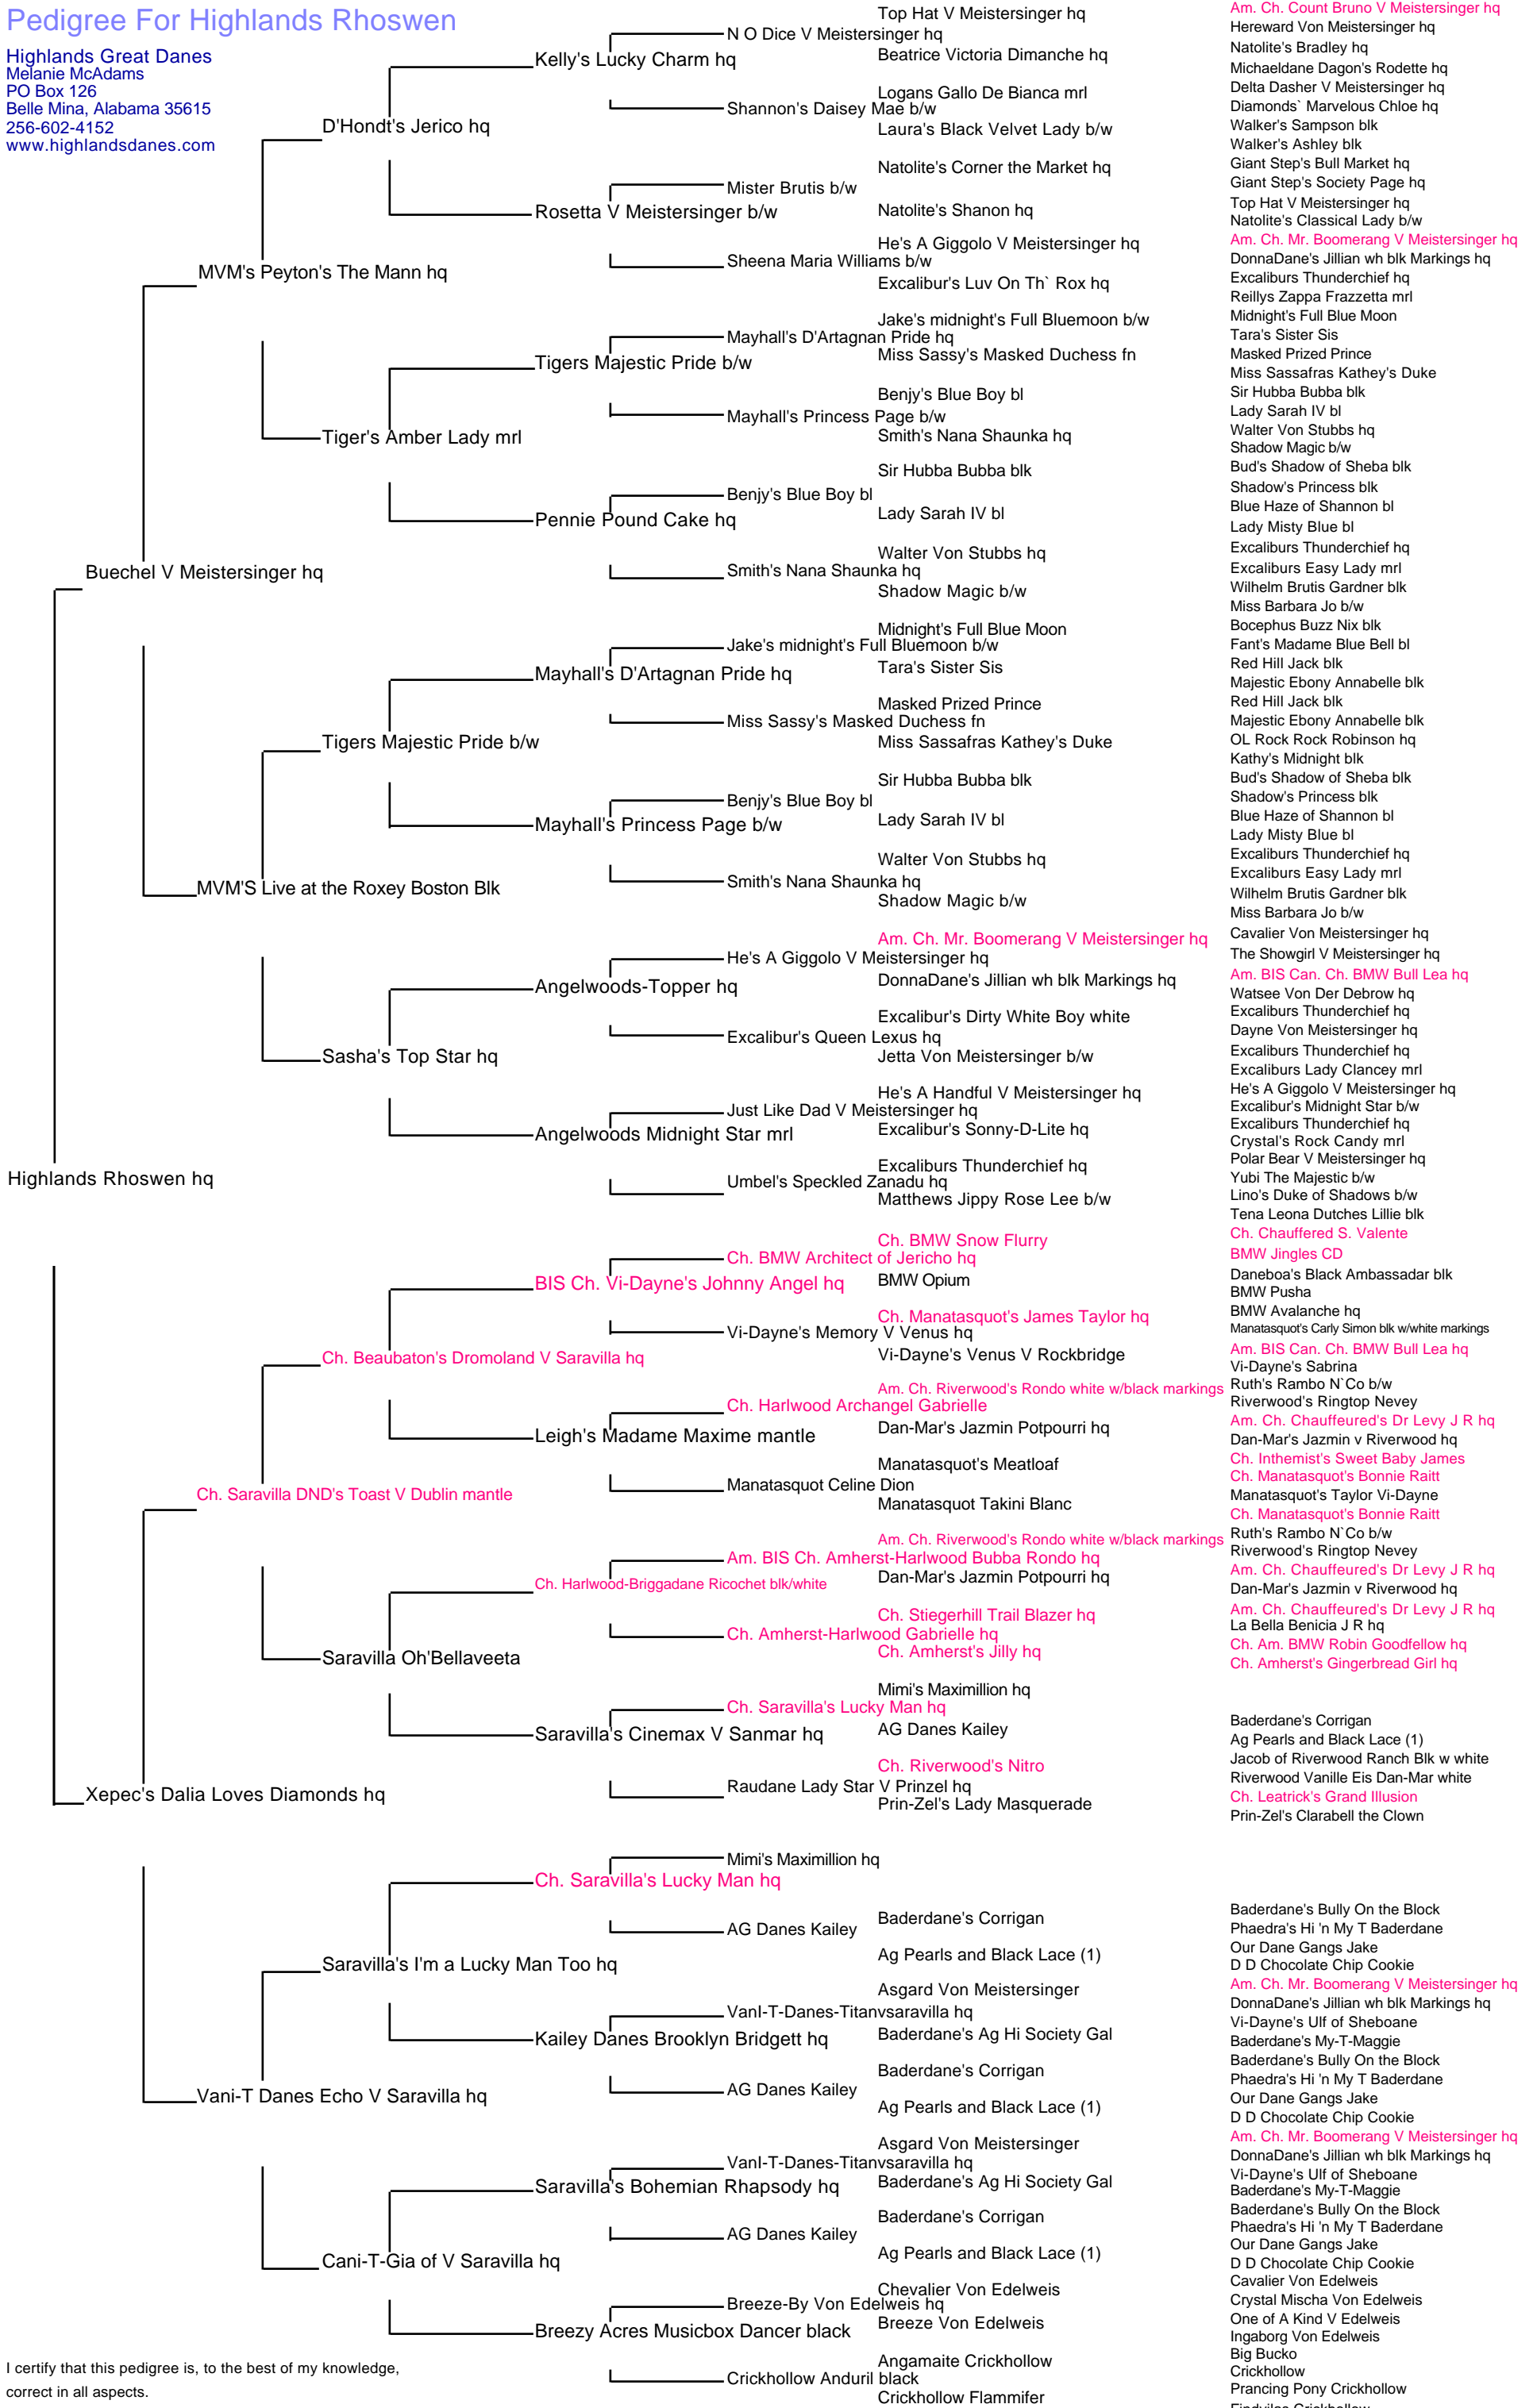 Pedigree For Highlands Rhoswen
Highlands Great Danes
Melanie McAdams
PO Box 126
Belle Mina, Alabama 35615
256-602-4152
www.highlandsdanes.com
Highlands Rhoswen hq
Buechel V Meistersinger hq
Xepec's Dalia Loves Diamonds hq
MVM's Peyton's The Mann hq
MVM'S Live at the Roxey Boston Blk
Ch. Saravilla DND's Toast V Dublin mantle
Vani-T Danes Echo V Saravilla hq
D'Hondt's Jerico hq
Tiger's Amber Lady mrl
Tigers Majestic Pride b/w
Sasha's Top Star hq
Ch. Beaubaton's Dromoland V Saravilla hq
Saravilla Oh'Bellaveeta
Saravilla's I'm a Lucky Man Too hq
Cani-T-Gia of V Saravilla hq
Kelly's Lucky Charm hq
Rosetta V Meistersinger b/w
Tigers Majestic Pride b/w
Pennie Pound Cake hq
Mayhall's D'Artagnan Pride hq
Mayhall's Princess Page b/w
Angelwoods-Topper hq
Angelwoods Midnight Star mrl
BIS Ch. Vi-Dayne's Johnny Angel hq
Leigh's Madame Maxime mantle
Ch. Harlwood-Briggadane Ricochet blk/white
Saravilla's Cinemax V Sanmar hq
Ch. Saravilla's Lucky Man hq
Kailey Danes Brooklyn Bridgett hq
Saravilla's Bohemian Rhapsody hq
Breezy Acres Musicbox Dancer black
N O Dice V Meistersinger hq
Shannon's Daisey Mae b/w
Mister Brutis b/w
Sheena Maria Williams b/w
Mayhall's D'Artagnan Pride hq
Mayhall's Princess Page b/w
Benjy's Blue Boy bl
Smith's Nana Shaunka hq
Jake's midnight's Full Bluemoon b/w
Miss Sassy's Masked Duchess fn
Benjy's Blue Boy bl
Smith's Nana Shaunka hq
He's A Giggolo V Meistersinger hq
Excalibur's Queen Lexus hq
Just Like Dad V Meistersinger hq
Umbel's Speckled Zanadu hq
Ch. BMW Architect of Jericho hq
Vi-Dayne's Memory V Venus hq
Ch. Harlwood Archangel Gabrielle
Manatasquot Celine Dion
Am. BIS Ch. Amherst-Harlwood Bubba Rondo hq
Ch. Amherst-Harlwood Gabrielle hq
Ch. Saravilla's Lucky Man hq
Raudane Lady Star V Prinzel hq
Mimi's Maximillion hq
AG Danes Kailey
VanI-T-Danes-Titanvsaravilla hq
AG Danes Kailey
VanI-T-Danes-Titanvsaravilla hq
AG Danes Kailey
Breeze-By Von Edelweis hq
Crickhollow Anduril black
Top Hat V Meistersinger hq
Beatrice Victoria Dimanche hq
Logans Gallo De Bianca mrl
Laura's Black Velvet Lady b/w
Natolite's Corner the Market hq
Natolite's Shanon hq
He's A Giggolo V Meistersinger hq
Excalibur's Luv On Th` Rox hq
Jake's midnight's Full Bluemoon b/w
Miss Sassy's Masked Duchess fn
Benjy's Blue Boy bl
Smith's Nana Shaunka hq
Sir Hubba Bubba blk
Lady Sarah IV bl
Walter Von Stubbs hq
Shadow Magic b/w
Midnight's Full Blue Moon
Tara's Sister Sis
Masked Prized Prince
Miss Sassafras Kathey's Duke
Sir Hubba Bubba blk
Lady Sarah IV bl
Walter Von Stubbs hq
Shadow Magic b/w
Am. Ch. Mr. Boomerang V Meistersinger hq
DonnaDane's Jillian wh blk Markings hq
Excalibur's Dirty White Boy white
Jetta Von Meistersinger b/w
He's A Handful V Meistersinger hq
Excalibur's Sonny-D-Lite hq
Excaliburs Thunderchief hq
Matthews Jippy Rose Lee b/w
Ch. BMW Snow Flurry
BMW Opium
Ch. Manatasquot's James Taylor hq
Vi-Dayne's Venus V Rockbridge
Am. Ch. Riverwood's Rondo white w/black markings
Dan-Mar's Jazmin Potpourri hq
Manatasquot's Meatloaf
Manatasquot Takini Blanc
Am. Ch. Riverwood's Rondo white w/black markings
Dan-Mar's Jazmin Potpourri hq
Ch. Stiegerhill Trail Blazer hq
Ch. Amherst's Jilly hq
Mimi's Maximillion hq
AG Danes Kailey
Ch. Riverwood's Nitro
Prin-Zel's Lady Masquerade
Baderdane's Corrigan
Ag Pearls and Black Lace (1)
Asgard Von Meistersinger
Baderdane's Ag Hi Society Gal
Baderdane's Corrigan
Ag Pearls and Black Lace (1)
Asgard Von Meistersinger
Baderdane's Ag Hi Society Gal
Baderdane's Corrigan
Ag Pearls and Black Lace (1)
Chevalier Von Edelweis
Breeze Von Edelweis
Angamaite Crickhollow
Crickhollow Flammifer
Am. Ch. Count Bruno V Meistersinger hq
Hereward Von Meistersinger hq
Natolite's Bradley hq
Michaeldane Dagon's Rodette hq
Delta Dasher V Meistersinger hq
Diamonds` Marvelous Chloe hq
Walker's Sampson blk
Walker's Ashley blk
Giant Step's Bull Market hq
Giant Step's Society Page hq
Top Hat V Meistersinger hq
Natolite's Classical Lady b/w
Am. Ch. Mr. Boomerang V Meistersinger hq
DonnaDane's Jillian wh blk Markings hq
Excaliburs Thunderchief hq
Reillys Zappa Frazzetta mrl
Midnight's Full Blue Moon
Tara's Sister Sis
Masked Prized Prince
Miss Sassafras Kathey's Duke
Sir Hubba Bubba blk
Lady Sarah IV bl
Walter Von Stubbs hq
Shadow Magic b/w
Bud's Shadow of Sheba blk
Shadow's Princess blk
Blue Haze of Shannon bl
Lady Misty Blue bl
Excaliburs Thunderchief hq
Excaliburs Easy Lady mrl
Wilhelm Brutis Gardner blk
Miss Barbara Jo b/w
Bocephus Buzz Nix blk
Fant's Madame Blue Bell bl
Red Hill Jack blk
Majestic Ebony Annabelle blk
Red Hill Jack blk
Majestic Ebony Annabelle blk
OL Rock Rock Robinson hq
Kathy's Midnight blk
Bud's Shadow of Sheba blk
Shadow's Princess blk
Blue Haze of Shannon bl
Lady Misty Blue bl
Excaliburs Thunderchief hq
Excaliburs Easy Lady mrl
Wilhelm Brutis Gardner blk
Miss Barbara Jo b/w
Cavalier Von Meistersinger hq
The Showgirl V Meistersinger hq
Am. BIS Can. Ch. BMW Bull Lea hq
Watsee Von Der Debrow hq
Excaliburs Thunderchief hq
Dayne Von Meistersinger hq
Excaliburs Thunderchief hq
Excaliburs Lady Clancey mrl
He's A Giggolo V Meistersinger hq
Excalibur's Midnight Star b/w
Excaliburs Thunderchief hq
Crystal's Rock Candy mrl
Polar Bear V Meistersinger hq
Yubi The Majestic b/w
Lino's Duke of Shadows b/w
Tena Leona Dutches Lillie blk
Ch. Chauffered S. Valente
BMW Jingles CD
Daneboa's Black Ambassadar blk
BMW Pusha
BMW Avalanche hq
Manatasquot's Carly Simon blk w/white markings
Am. BIS Can. Ch. BMW Bull Lea hq
Vi-Dayne's Sabrina
Ruth's Rambo N`Co b/w
Riverwood's Ringtop Nevey
Am. Ch. Chauffeured's Dr Levy J R hq
Dan-Mar's Jazmin v Riverwood hq
Ch. Inthemist's Sweet Baby James
Ch. Manatasquot's Bonnie Raitt
Manatasquot's Taylor Vi-Dayne
Ch. Manatasquot's Bonnie Raitt
Ruth's Rambo N`Co b/w
Riverwood's Ringtop Nevey
Am. Ch. Chauffeured's Dr Levy J R hq
Dan-Mar's Jazmin v Riverwood hq
Am. Ch. Chauffeured's Dr Levy J R hq
La Bella Benicia J R hq
Ch. Am. BMW Robin Goodfellow hq
Ch. Amherst's Gingerbread Girl hq
Baderdane's Corrigan
Ag Pearls and Black Lace (1)
Jacob of Riverwood Ranch Blk w white
Riverwood Vanille Eis Dan-Mar white
Ch. Leatrick's Grand Illusion
Prin-Zel's Clarabell the Clown
Baderdane's Bully On the Block
Phaedra's Hi 'n My T Baderdane
Our Dane Gangs Jake
D D Chocolate Chip Cookie
Am. Ch. Mr. Boomerang V Meistersinger hq
DonnaDane's Jillian wh blk Markings hq
Vi-Dayne's Ulf of Sheboane
Baderdane's My-T-Maggie
Baderdane's Bully On the Block
Phaedra's Hi 'n My T Baderdane
Our Dane Gangs Jake
D D Chocolate Chip Cookie
Am. Ch. Mr. Boomerang V Meistersinger hq
DonnaDane's Jillian wh blk Markings hq
Vi-Dayne's Ulf of Sheboane
Baderdane's My-T-Maggie
Baderdane's Bully On the Block
Phaedra's Hi 'n My T Baderdane
Our Dane Gangs Jake
D D Chocolate Chip Cookie
Cavalier Von Edelweis
Crystal Mischa Von Edelweis
One of A Kind V Edelweis
Ingaborg Von Edelweis
Big Bucko
Crickhollow
Prancing Pony Crickhollow
I certify that this pedigree is, to the best of my knowledge,
correct in all aspects.